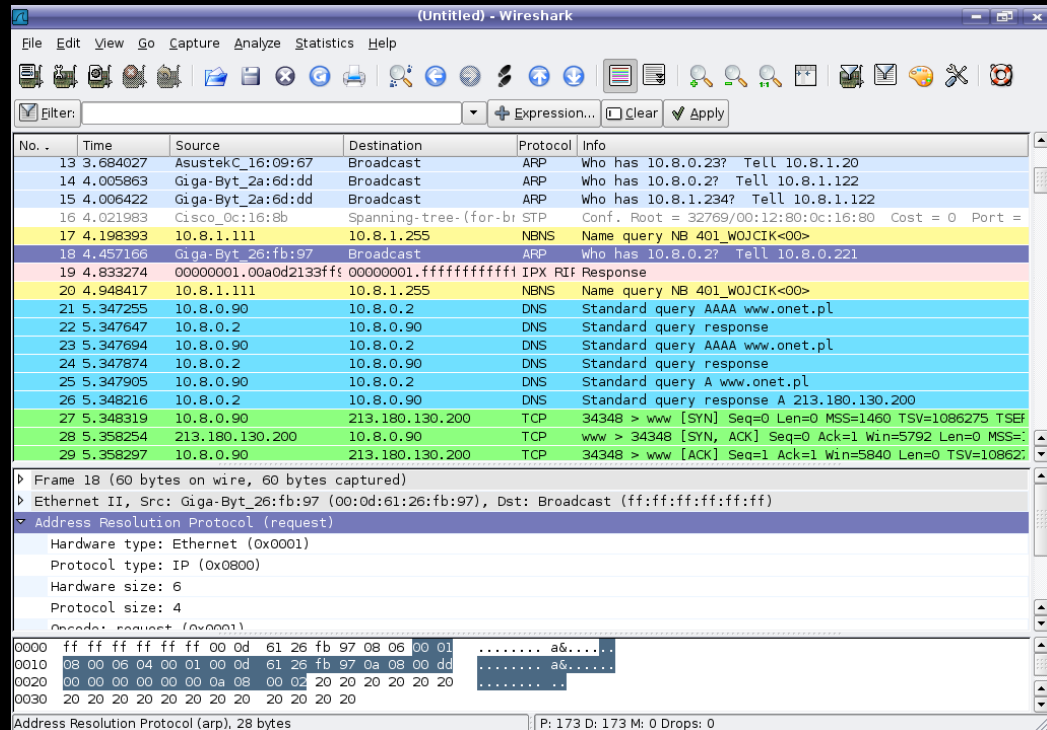 (Untitled) - Wireshark
File Edit View Go Capture Analyze Statistics Help
Filter: Expression... Clear Apply
No. . Time Source Destination Protocol Info
13 3.684027 AsustekC_16:09:67 Broadcast ARP Who has 10.8.0.23? Tell 10.8.1.20
14 4.005863 Giga-Byt_2a:6d:dd Broadcast ARP Who has 10.8.0.2? Tell 10.8.1.122
15 4.006422 Giga-Byt_2a:6d:dd Broadcast ARP Who has 10.8.1.234? Tell 10.8.1.122
16 4.021983 Cisco_0c:16:8b Spanning-tree-(for-br STP Conf. Root = 32769/00:12:80:0c:16:80 Cost = 0 Port =
17 4.198393 10.8.1.111 10.8.1.255 NBNS Name query NB 401_WOJCIK<00>
18 4.457166 Giga-Byt_26:fb:97 Broadcast ARP Who has 10.8.0.2? Tell 10.8.0.221
19 4.833274 00000001.00a0d2133ff 00000001.ffffffffffff IPX RIF Response
20 4.948417 10.8.1.111 10.8.1.255 NBNS Name query NB 401_WOJCIK<00>
21 5.347255 10.8.0.90 10.8.0.2 DNS Standard query AAAA www.onet.pl
22 5.347647 10.8.0.2 10.8.0.90 DNS Standard query response
23 5.347694 10.8.0.90 10.8.0.2 DNS Standard query AAAA www.onet.pl
24 5.347874 10.8.0.2 10.8.0.90 DNS Standard query response
25 5.347905 10.8.0.90 10.8.0.2 DNS Standard query A www.onet.pl
26 5.348216 10.8.0.2 10.8.0.90 DNS Standard query response A 213.180.130.200
27 5.348319 10.8.0.90 213.180.130.200 TCP 34348 > www [SYN] Seq=0 Len=0 MSS=1460 TSV=1086275 TSEF
28 5.358254 213.180.130.200 10.8.0.90 TCP www > 34348 [SYN, ACK] Seq=0 Ack=1 Win=5792 Len=0 MSS=1
29 5.358297 10.8.0.90 213.180.130.200 TCP 34348 > www [ACK] Seq=1 Ack=1 Win=5840 Len=0 TSV=10862
Frame 18 (60 bytes on wire, 60 bytes captured)
Ethernet II, Src: Giga-Byt_26:fb:97 (00:0d:61:26:fb:97), Dst: Broadcast (ff:ff:ff:ff:ff:ff)
Address Resolution Protocol (request)
Hardware type: Ethernet (0x0001)
Protocol type: IP (0x0800)
Hardware size: 6
Protocol size: 4
Opcode: request (0x0001)
0000 ff ff ff ff ff ff 00 0d 61 26 fb 97 08 06 00 01 ........ a&......
0010 08 00 06 04 00 01 00 0d 61 26 fb 97 0a 08 00 dd ........ a&......
0020 00 00 00 00 00 00 0a 08 00 02 20 20 20 20 20 20 ........ ..
0030 20 20 20 20 20 20 20 20 20 20 20 20
Address Resolution Protocol (arp), 28 bytes P: 173 D: 173 M: 0 Drops: 0